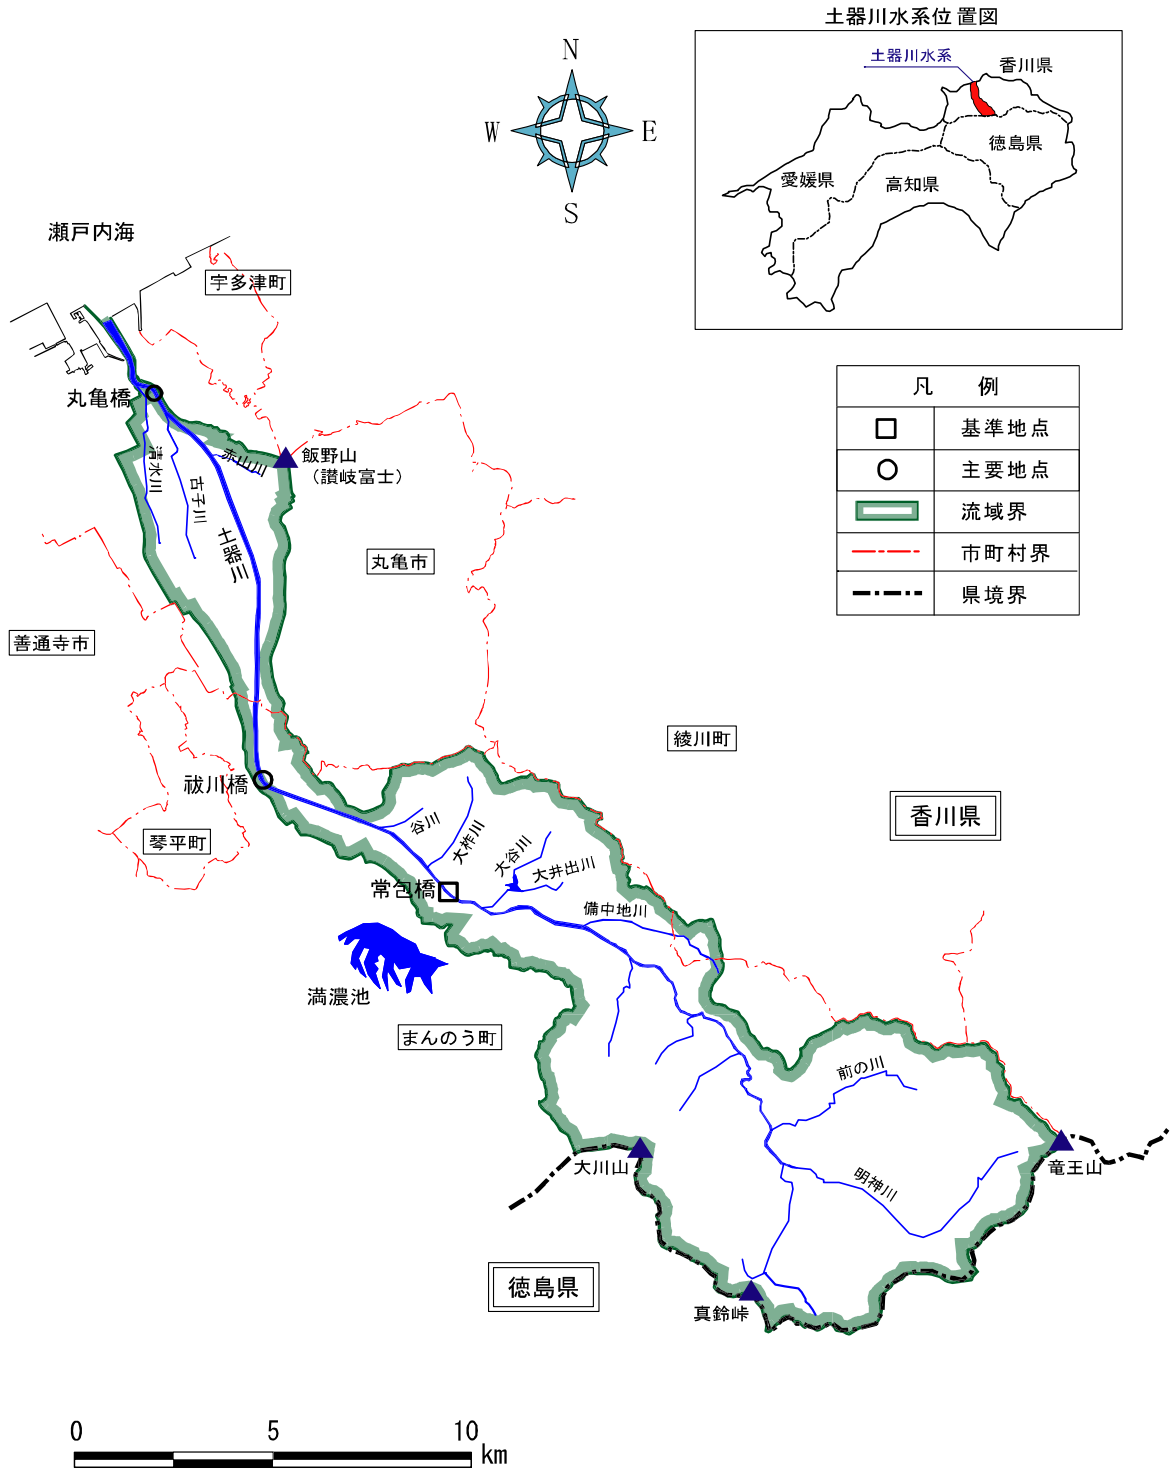 土器川水系位置図
土器川水系
香川県
徳島県
愛媛県
高知県
N
W
E
S
瀬戸内海
宇多津町
凡 例
基準地点
主要地点
流域界
市町村界
県境界
丸亀橋
清水川
古子川
赤山川
飯野山
（讃岐富士）
土器川
丸亀市
善通寺市
綾川町
祓川橋
香川県
琴平町
谷川
大柞川
大谷川
大井出川
常包橋
備中地川
満濃池
まんのう町
前の川
大川山
竜王山
明神川
徳島県
真鈴峠
0
5
10
km